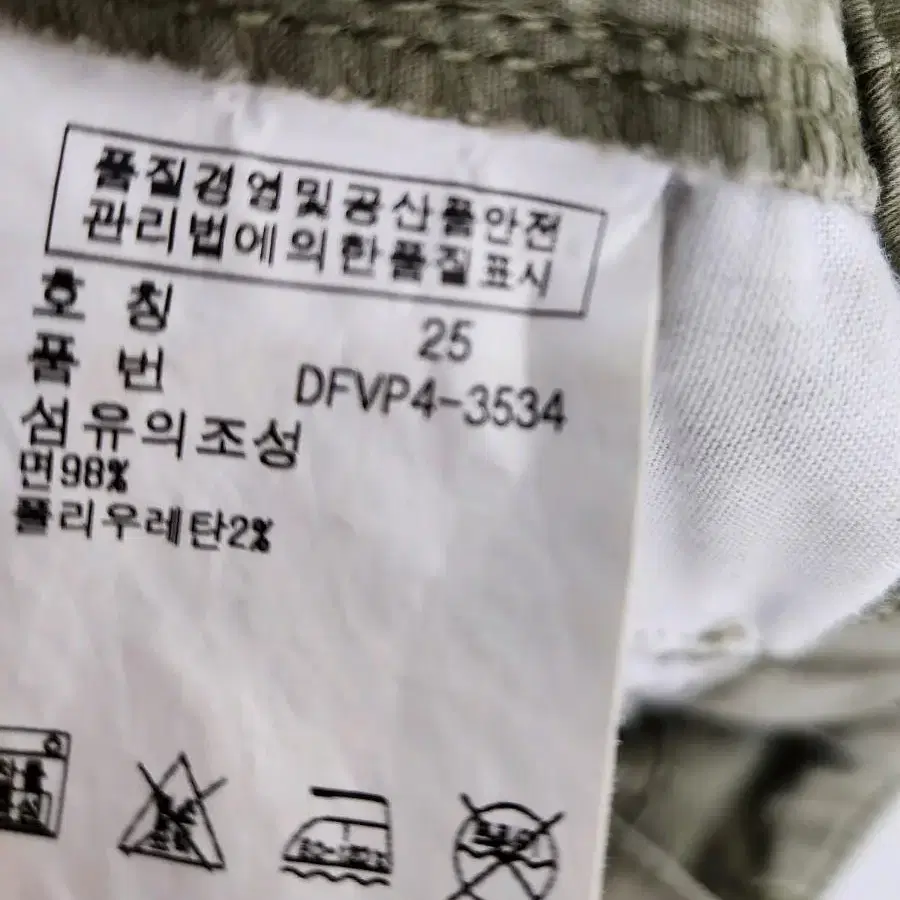 품질경영및공산품안전
관리법에의한품질표시
호 칭 25
품 번 DFVP4-3534
섬유의조성
면98%
폴리우레탄2%